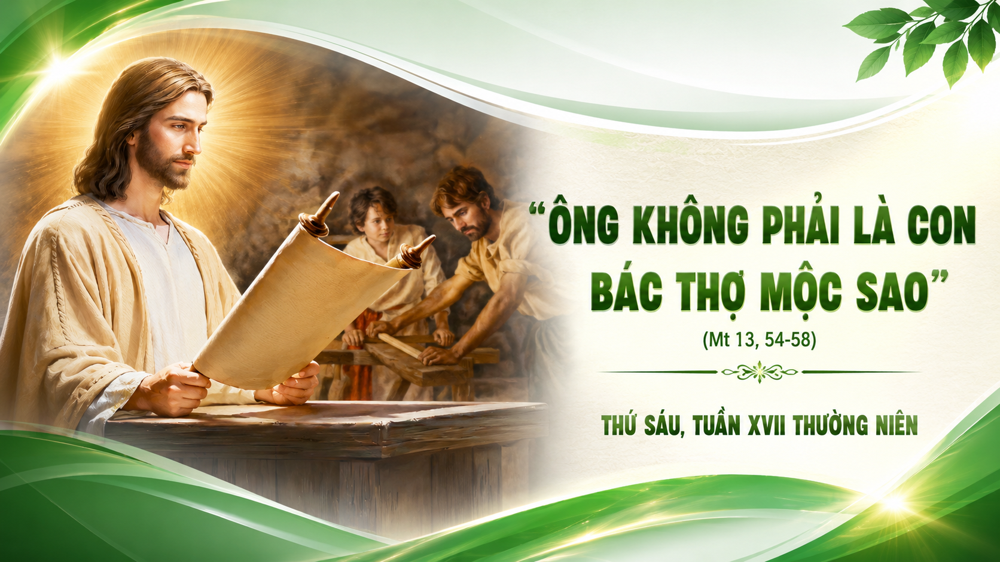 “ÔNG KHÔNG PHẢI LÀ CON
BÁC THỢ MỘC SAO”
(Mt 13, 54-58)
THỨ SÁU, TUẦN XVII THƯỜNG NIÊN